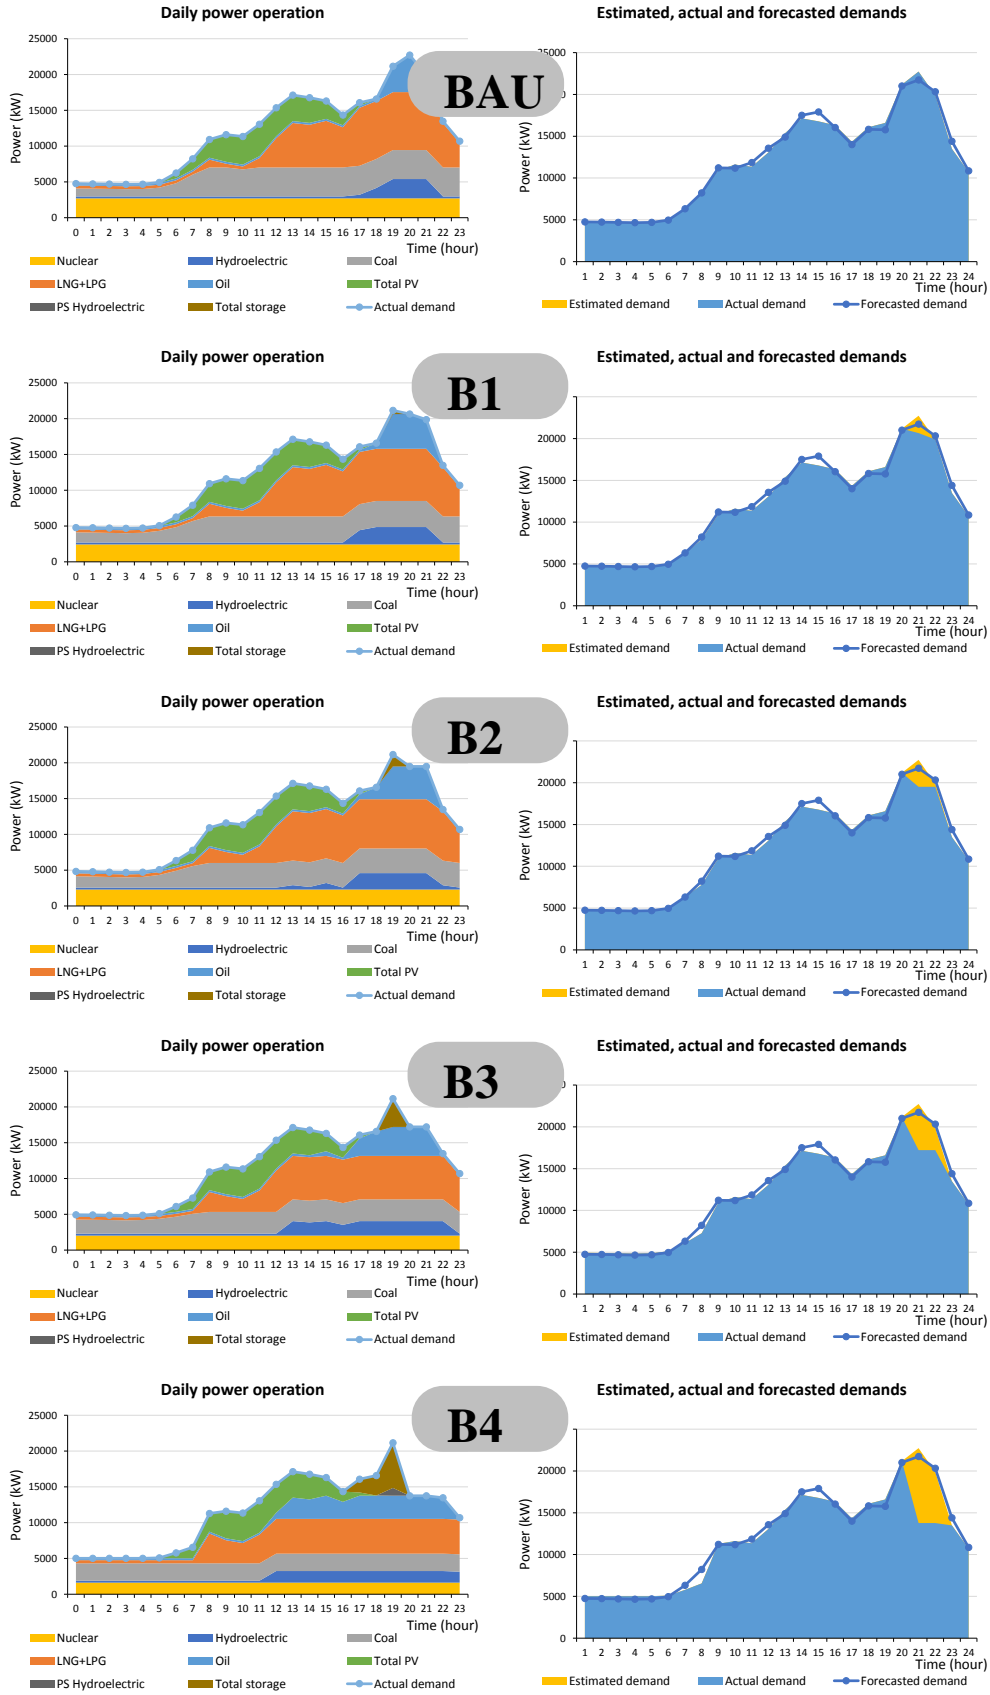 Daily power operation
Estimated, actual and forecasted demands
BAU
25000
20000
15000
10000
5000
0
Power (kW)
0 1 2 3 4 5 6 7 8 9 10 11 12 13 14 15 16 17 18 19 20 21 22 23
Time (hour)
Nuclear Hydroelectric Coal
LNG+LPG Oil Total PV
PS Hydroelectric Total storage Actual demand
25000
20000
15000
10000
5000
0
Power (kW)
1 2 3 4 5 6 7 8 9 10 11 12 13 14 15 16 17 18 19 20 21 22 23 24
Time (hour)
Estimated demand Actual demand Forecasted demand
Daily power operation
Estimated, actual and forecasted demands
B1
25000
20000
15000
10000
5000
0
Power (kW)
0 1 2 3 4 5 6 7 8 9 10 11 12 13 14 15 16 17 18 19 20 21 22 23
Time (hour)
Nuclear Hydroelectric Coal
LNG+LPG Oil Total PV
PS Hydroelectric Total storage Actual demand
20000
15000
10000
5000
0
Power (kW)
1 2 3 4 5 6 7 8 9 10 11 12 13 14 15 16 17 18 19 20 21 22 23 24
Time (hour)
Estimated demand Actual demand Forecasted demand
Daily power operation
Estimated, actual and forecasted demands
B2
25000
20000
15000
10000
5000
0
Power (kW)
0 1 2 3 4 5 6 7 8 9 10 11 12 13 14 15 16 17 18 19 20 21 22 23
Time (hour)
Nuclear Hydroelectric Coal
LNG+LPG Oil Total PV
PS Hydroelectric Total storage Actual demand
20000
15000
10000
5000
0
Power (kW)
1 2 3 4 5 6 7 8 9 10 11 12 13 14 15 16 17 18 19 20 21 22 23 24
Time (hour)
Estimated demand Actual demand Forecasted demand
Daily power operation
Estimated, actual and forecasted demands
B3
25000
20000
15000
10000
5000
0
Power (kW)
0 1 2 3 4 5 6 7 8 9 10 11 12 13 14 15 16 17 18 19 20 21 22 23
Time (hour)
Nuclear Hydroelectric Coal
LNG+LPG Oil Total PV
PS Hydroelectric Total storage Actual demand
20000
15000
10000
5000
0
Power (kW)
1 2 3 4 5 6 7 8 9 10 11 12 13 14 15 16 17 18 19 20 21 22 23 24
Time (hour)
Estimated demand Actual demand Forecasted demand
Daily power operation
Estimated, actual and forecasted demands
B4
25000
20000
15000
10000
5000
0
Power (kW)
0 1 2 3 4 5 6 7 8 9 10 11 12 13 14 15 16 17 18 19 20 21 22 23
Time (hour)
Nuclear Hydroelectric Coal
LNG+LPG Oil Total PV
PS Hydroelectric Total storage Actual demand
20000
15000
10000
5000
0
Power (kW)
1 2 3 4 5 6 7 8 9 10 11 12 13 14 15 16 17 18 19 20 21 22 23 24
Time (hour)
Estimated demand Actual demand Forecasted demand